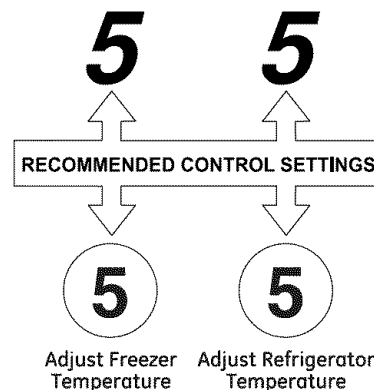 5 5
RECOMMENDED CONTROL SETTINGS
5 5
Adjust Freezer Adjust Refrigerator
Temperature Temperature